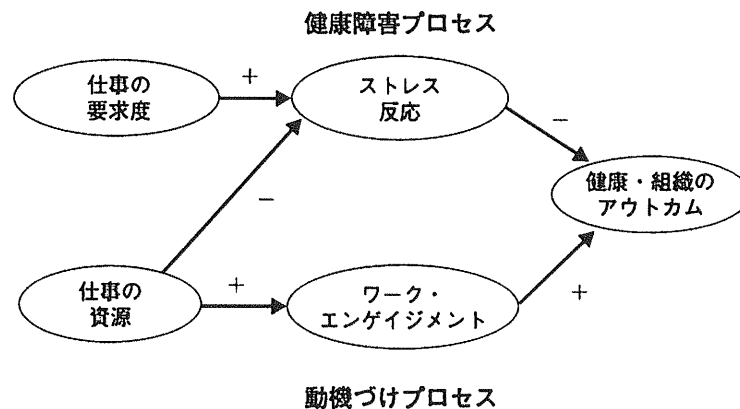 健康障害プロセス
仕事の
要求度
+
ストレス
反応
−
健康・組織の
アウトカム
−
仕事の
資源
+
ワーク・
エンゲイジメント
+
動機づけプロセス